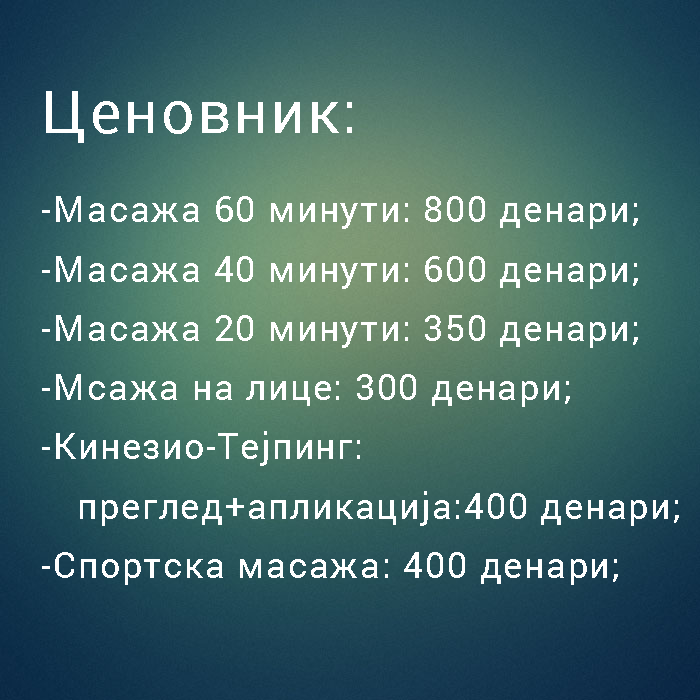 Ценовник:
-Масажа 60 минути: 800 денари;
-Масажа 40 минути: 600 денари;
-Масажа 20 минути: 350 денари;
-Мсажа на лице: 300 денари;
-Кинезио-Тејпинг:
преглед+апликација:400 денари;
-Спортска масажа: 400 денари;